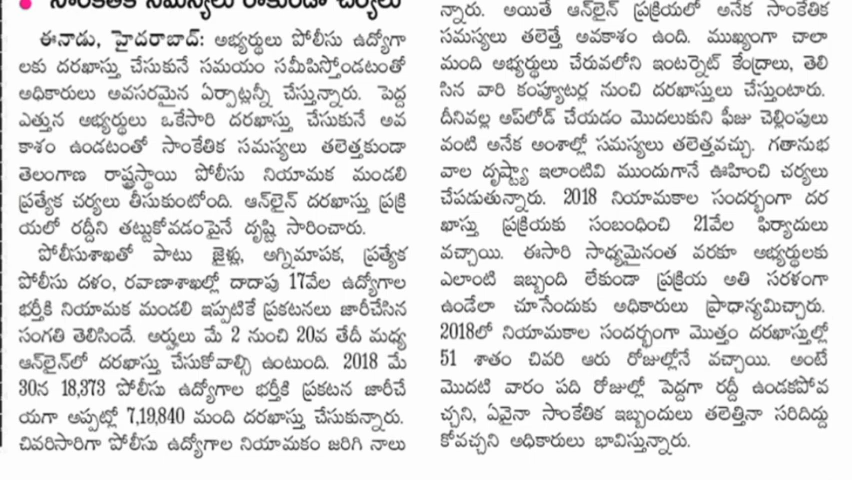 సాంకేతిక సమస్యలు రాకుండా చర్యలు
ఈనాడు, హైదరాబాద్: అభ్యర్థులు పోలీసు ఉద్యోగా
లకు దరఖాస్తు చేసుకునే సమయం సమీపిస్తోండటంతో
అధికారులు అవసరమైన ఏర్పాట్లన్నీ చేస్తున్నారు. పెద్ద
ఎత్తున అభ్యర్థులు ఒకేసారి దరఖాస్తు చేసుకునే అవ
కాశం ఉండటంతో సాంకేతిక సమస్యలు తలెత్తకుండా
తెలంగాణ రాష్ట్రస్థాయి పోలీసు నియామక మండలి
ప్రత్యేక చర్యలు తీసుకుంటోంది. ఆన్‌లైన్ దరఖాస్తు ప్రక్రి
యలో రద్దీని తట్టుకోవడంపైనే దృష్టి సారించారు.
పోలీసుశాఖతో పాటు జైళ్లు, అగ్నిమాపక, ప్రత్యేక
పోలీసు దళం, రవాణాశాఖల్లో దాదాపు 17వేల ఉద్యోగాల
భర్తీకి నియామక మండలి ఇప్పటికే ప్రకటనలు జారీచేసిన
సంగతి తెలిసిందే. అర్హులు మే 2 నుంచి 20వ తేదీ మధ్య
ఆన్‌లైన్‌లో దరఖాస్తు చేసుకోవాల్సి ఉంటుంది. 2018 మే
30న 18,373 పోలీసు ఉద్యోగాల భర్తీకి ప్రకటన జారీచే
యగా అప్పట్లో 7,19,840 మంది దరఖాస్తు చేసుకున్నారు.
చివరిసారిగా పోలీసు ఉద్యోగాల నియామకం జరిగి నాలు
న్నారు. అయితే ఆన్‌లైన్ ప్రక్రియలో అనేక సాంకేతిక
సమస్యలు తలెత్తే అవకాశం ఉంది. ముఖ్యంగా చాలా
మంది అభ్యర్థులు చేరువలోని ఇంటర్నెట్ కేంద్రాలు, తెలి
సిన వారి కంప్యూటర్ల నుంచి దరఖాస్తులు చేస్తుంటారు.
దీనివల్ల అప్‌లోడ్ చేయడం మొదలుకుని ఫీజు చెల్లింపులు
వంటి అనేక అంశాల్లో సమస్యలు తలెత్తవచ్చు. గతానుభ
వాల దృష్ట్యా ఇలాంటివి ముందుగానే ఊహించి చర్యలు
చేపడుతున్నారు. 2018 నియామకాల సందర్భంగా దర
ఖాస్తు ప్రక్రియకు సంబంధించి 21వేల ఫిర్యాదులు
వచ్చాయి. ఈసారి సాధ్యమైనంత వరకూ అభ్యర్థులకు
ఎలాంటి ఇబ్బంది లేకుండా ప్రక్రియ అతి సరళంగా
ఉండేలా చూసేందుకు అధికారులు ప్రాధాన్యమిచ్చారు.
2018లో నియామకాల సందర్భంగా మొత్తం దరఖాస్తుల్లో
51 శాతం చివరి ఆరు రోజుల్లోనే వచ్చాయి. అంటే
మొదటి వారం పది రోజుల్లో పెద్దగా రద్దీ ఉండకపోవ
చ్చని, ఏవైనా సాంకేతిక ఇబ్బందులు తలెత్తినా సరిదిద్దు
కోవచ్చని అధికారులు భావిస్తున్నారు.